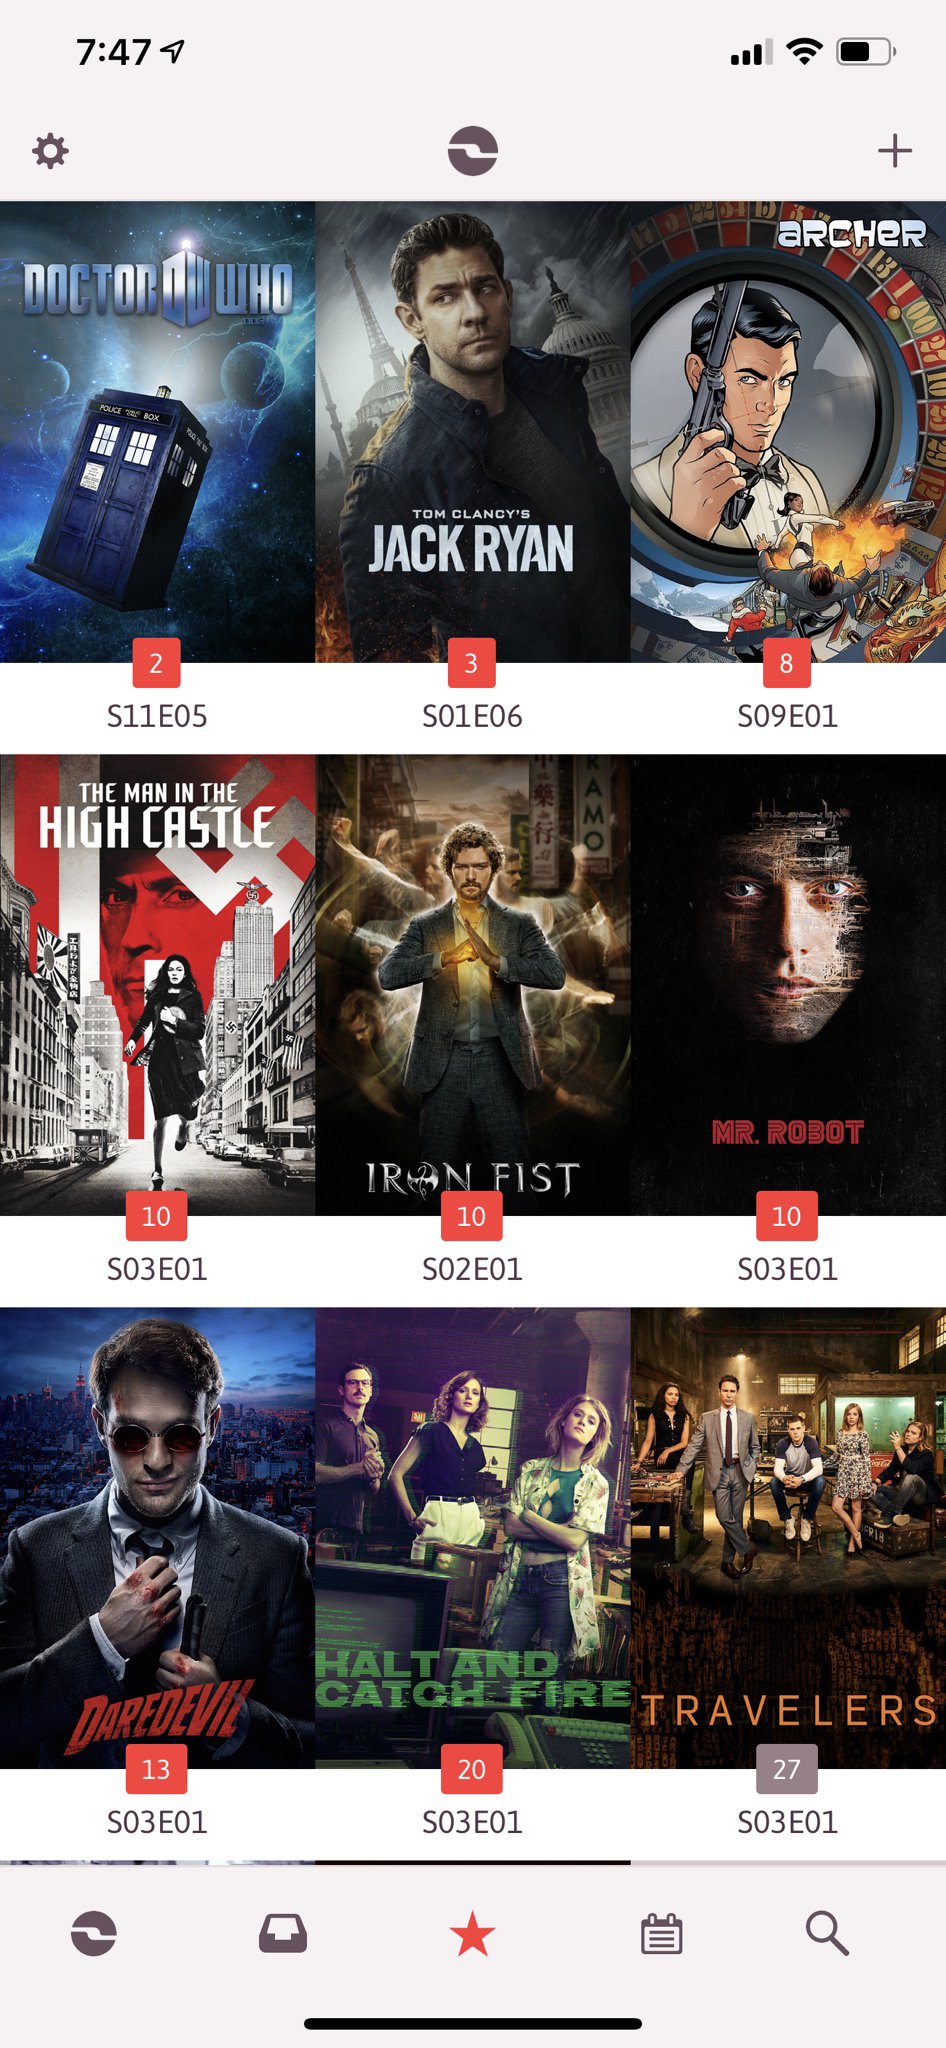 7:47
DOCTOR WHO
BBC
POLICE PUBLIC CALL BOX
TOM CLANCY'S
JACK RYAN
ARCHER
2
S11E05
3
S01E06
8
S09E01
THE MAN IN THE
HIGH CASTLE
RAMO
IRON FIST
MR. ROBOT
10
S03E01
10
S02E01
10
S03E01
DAREDEVIL
HALT AND
CATCH FIRE
TRAVELERS
13
S03E01
20
S03E01
27
S03E01